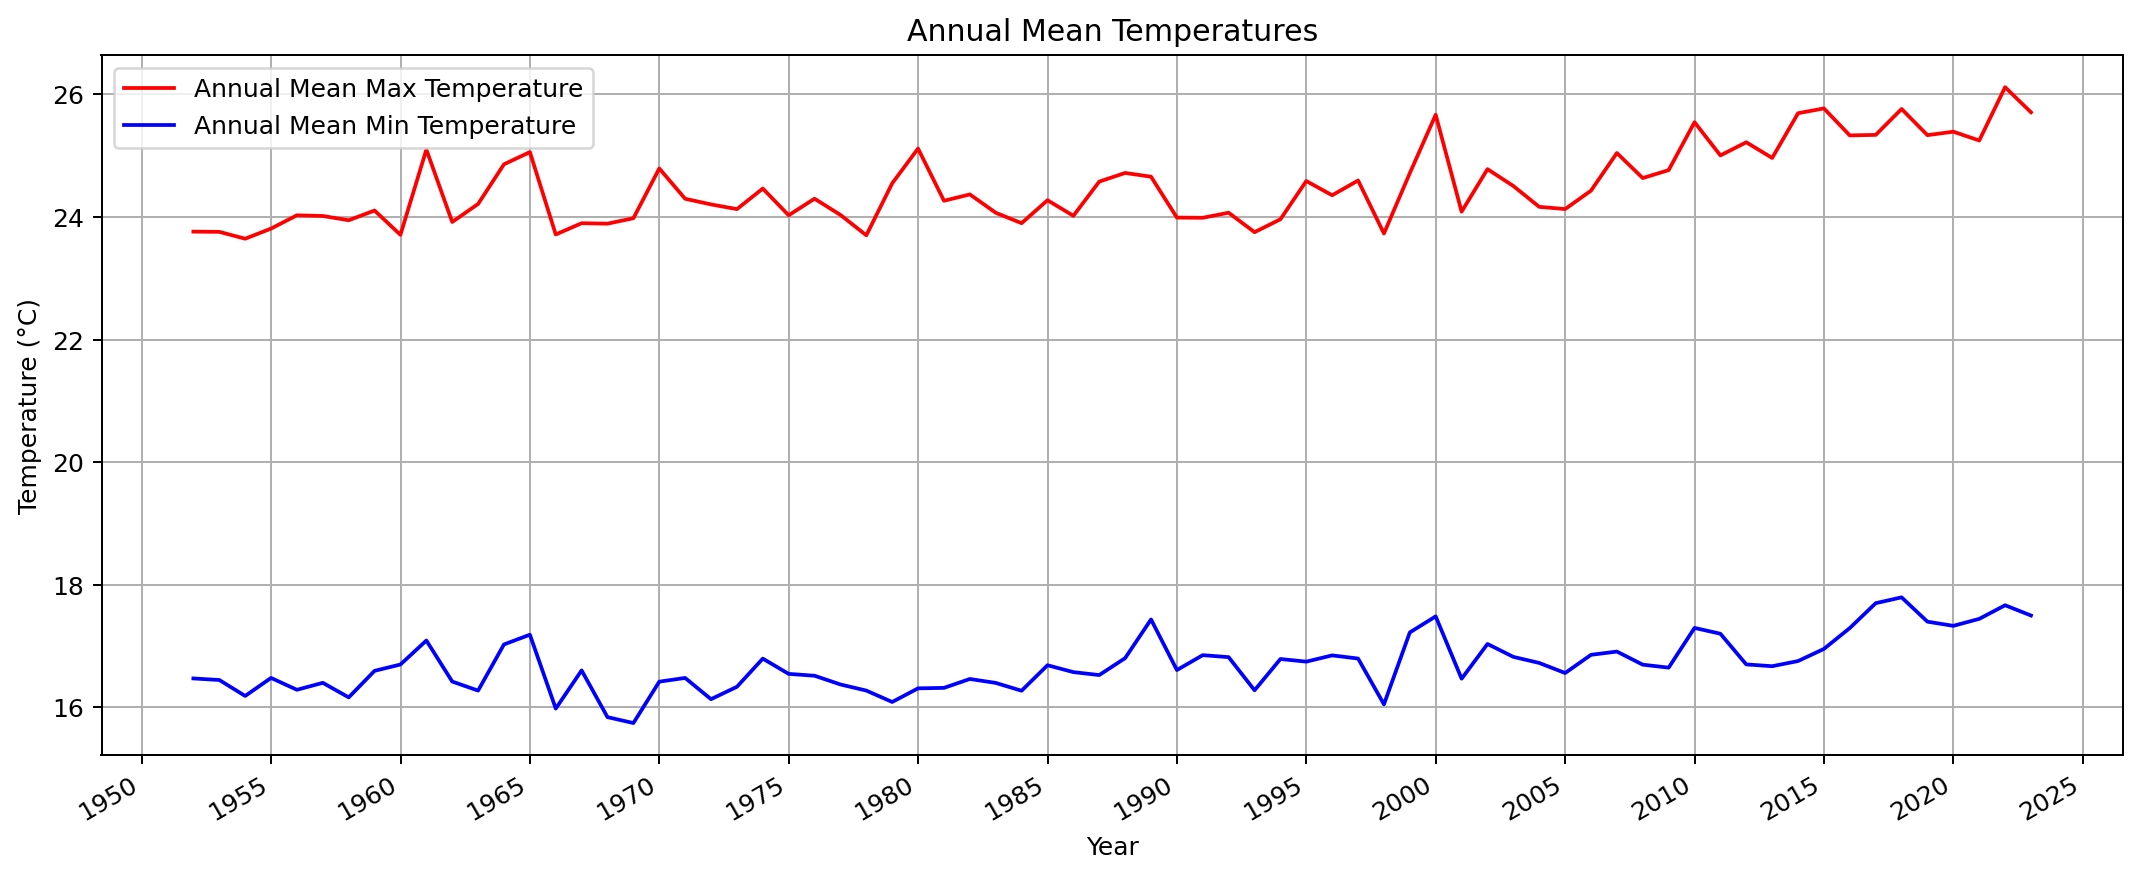 Annual Mean Temperatures
Annual Mean Max Temperature
Annual Mean Min Temperature
Temperature (°C)
26
24
22
20
18
16
1950 1955 1960 1965 1970 1975 1980 1985 1990 1995 2000 2005 2010 2015 2020 2025
Year